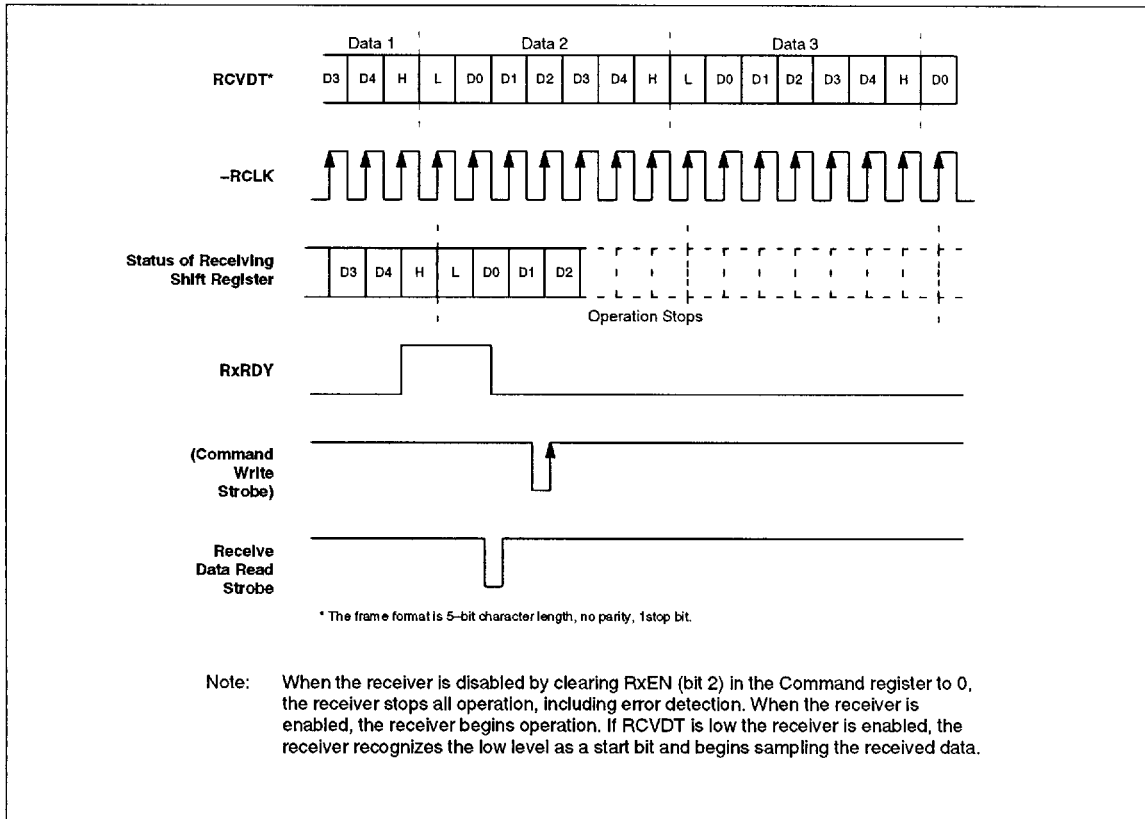 Data 1 Data 2 Data 3
RCVDT* D3 D4 H L D0 D1 D2 D3 D4 H L D0 D1 D2 D3 D4 H D0
–RCLK
Status of Receiving
Shift Register
D3 D4 H L D0 D1 D2
Operation Stops
RxRDY
(Command
Write
Strobe)
Receive
Data Read
Strobe
* The frame format is 5–bit character length, no parity, 1stop bit.
Note: When the receiver is disabled by clearing RxEN (bit 2) in the Command register to 0,
the receiver stops all operation, including error detection. When the receiver is
enabled, the receiver begins operation. If RCVDT is low the receiver is enabled, the
receiver recognizes the low level as a start bit and begins sampling the received data.